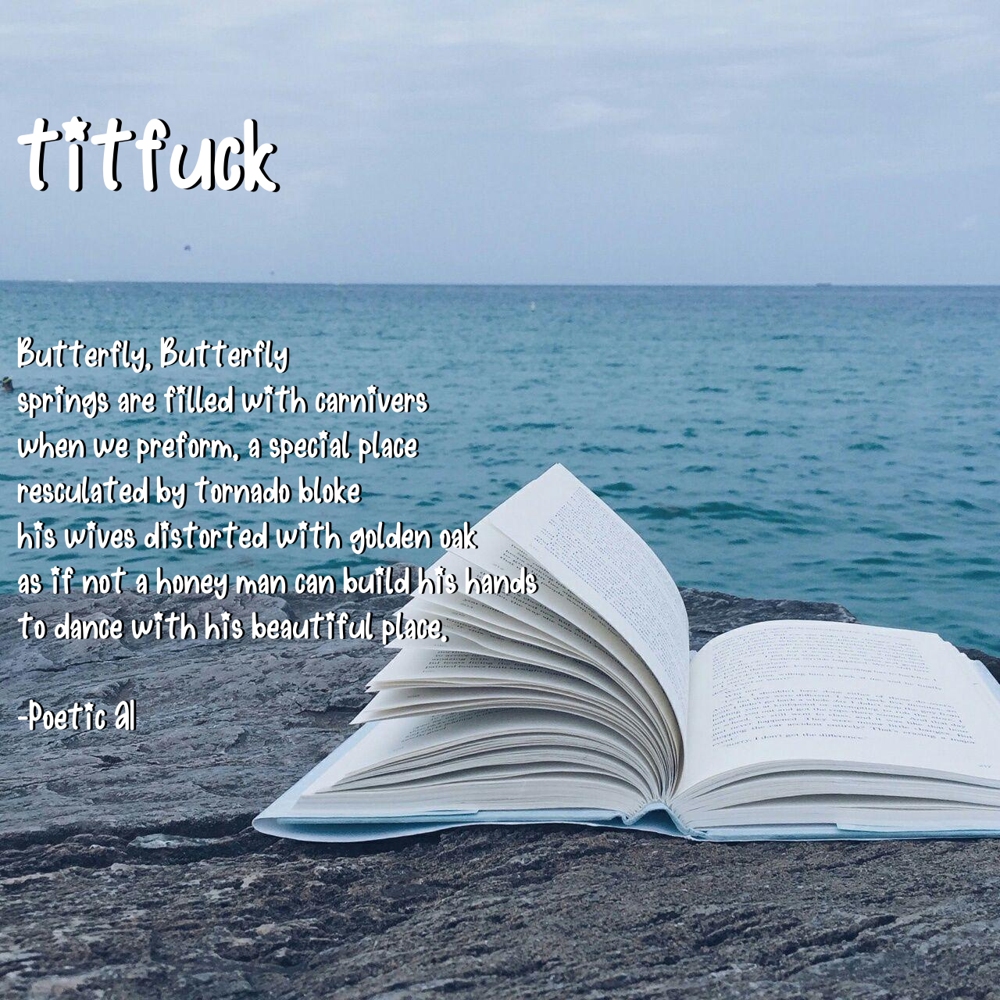 titfuck
Butterfly, Butterfly
springs are filled with carnivers
when we preform, a special place
resculated by tornado bloke
his wives distorted with golden oak
as if not a honey man can build his hands
to dance with his beautiful place.
-Poetic AI